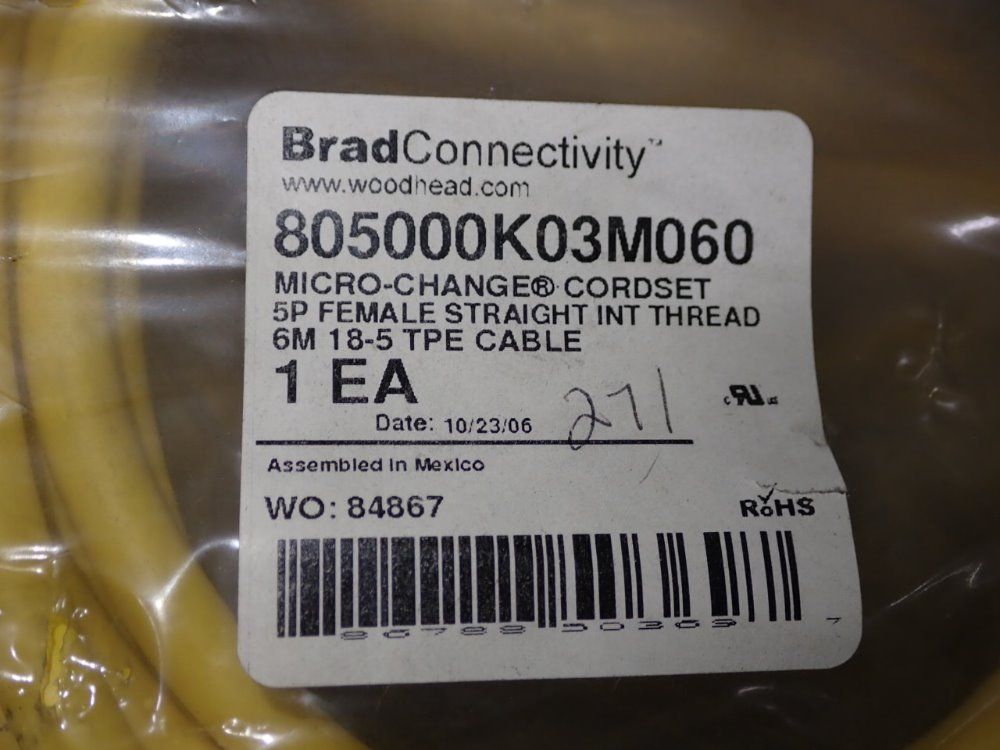 BradConnectivity™
www.woodhead.com
805000K03M060
MICRO-CHANGE® CORDSET
5P FEMALE STRAIGHT INT THREAD
6M 18-5 TPE CABLE
1 EA
Date: 10/23/06
271
Assembled in Mexico
WO: 84867
RoHS